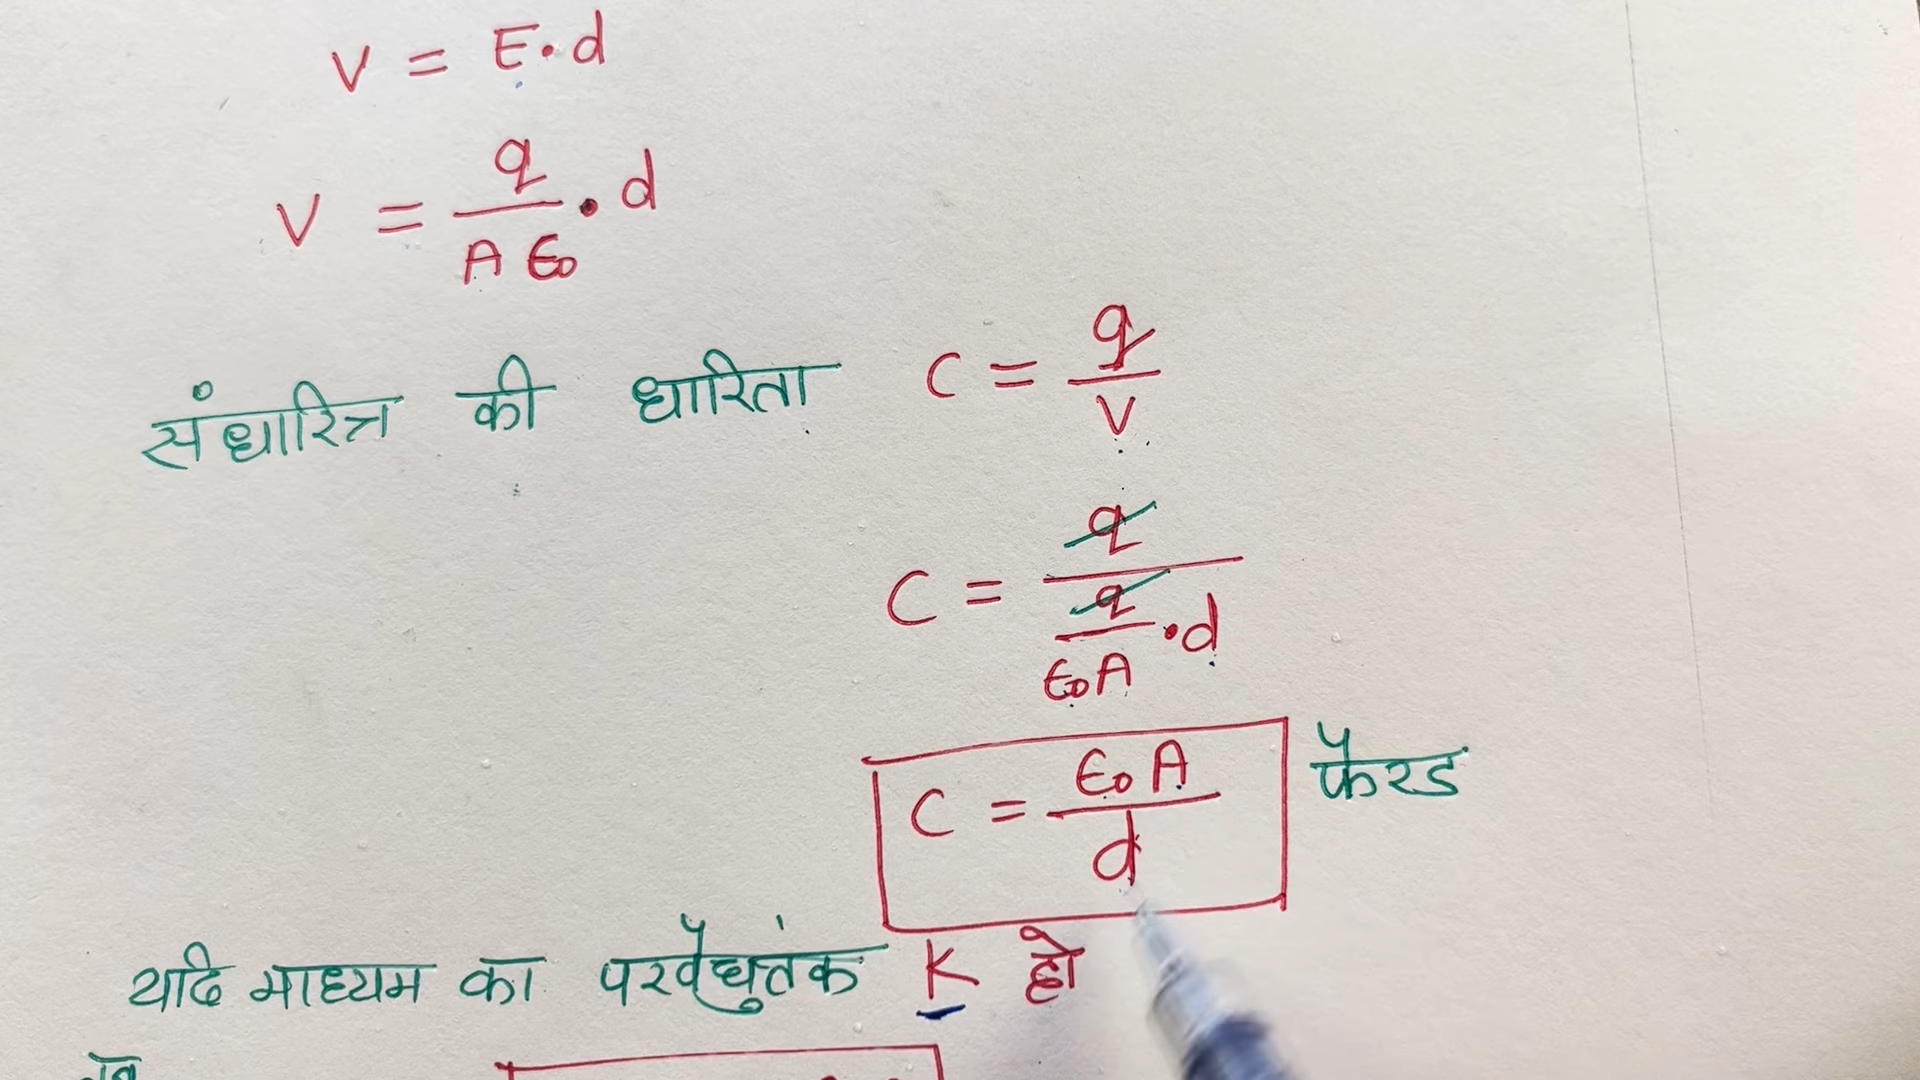 V = E·d
V = q/Aε₀ · d
संधारित्र की धारिता C = q/V
C = q/(q/ε₀A · d)
C = ε₀A/d फैरड
यदि माध्यम का परवैधुतंक K हो